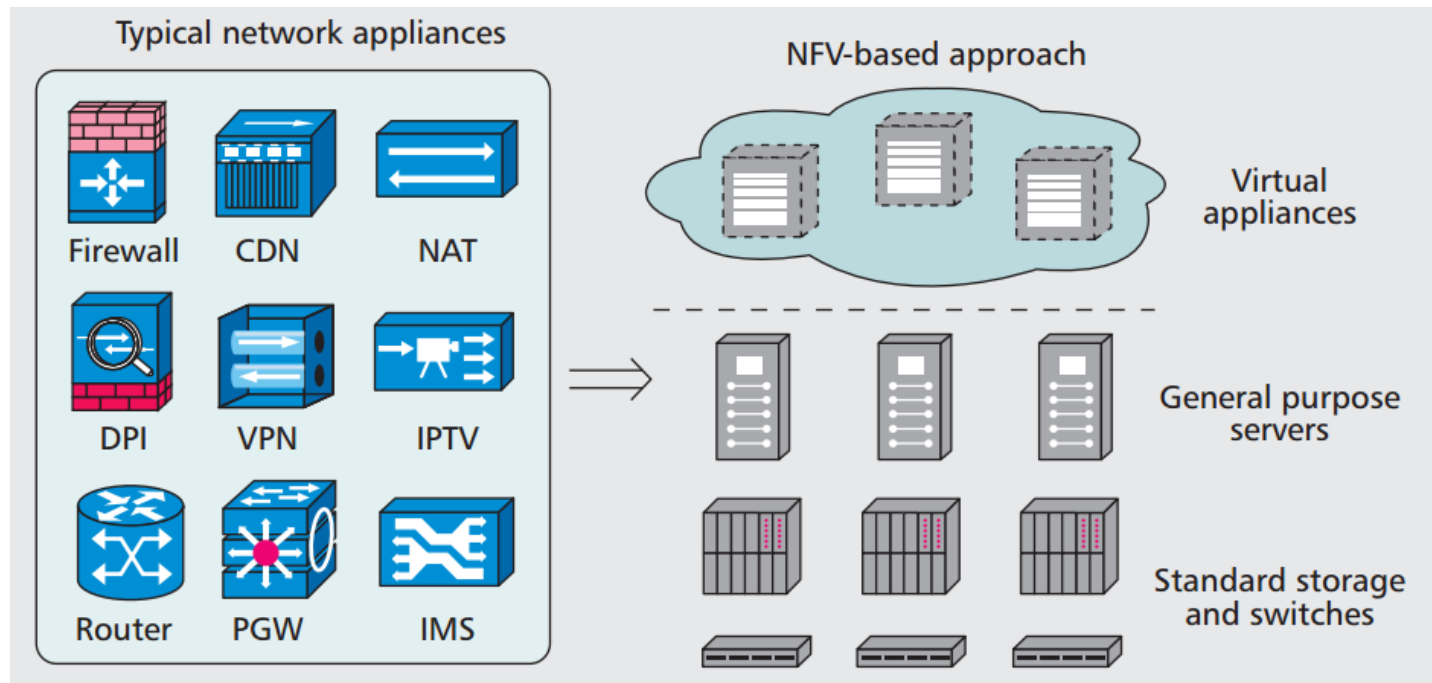 Typical network appliances
Firewall
CDN
NAT
DPI
VPN
IPTV
Router
PGW
IMS
NFV-based approach
Virtual
appliances
General purpose
servers
Standard storage
and switches